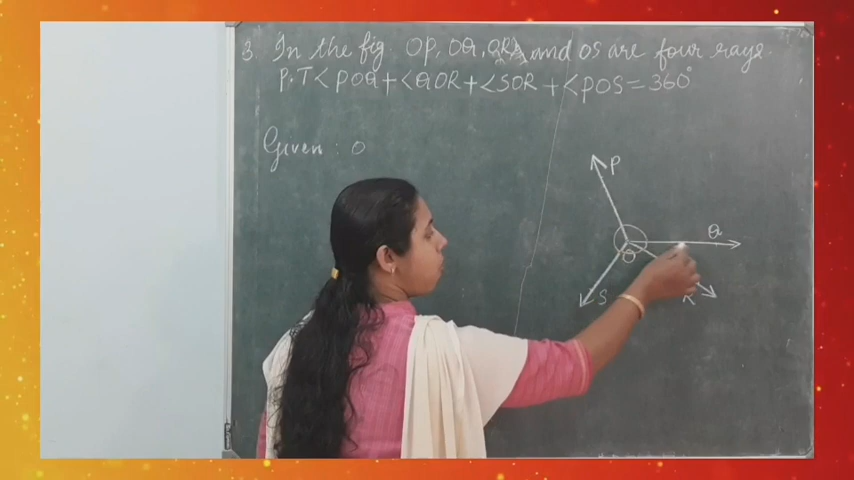 3. In the fig. OP, OQ, OR, and OS are four rays.
P.T <POQ+<QOR+<SOR+<POS=360°
Given : O
P
Q
O
S
R